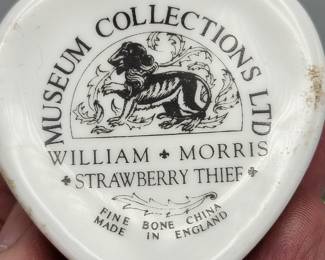 MUSEUM COLLECTIONS LTD
WILLIAM ⚜ MORRIS
STRAWBERRY THIEF
FINE BONE CHINA
MADE IN ENGLAND